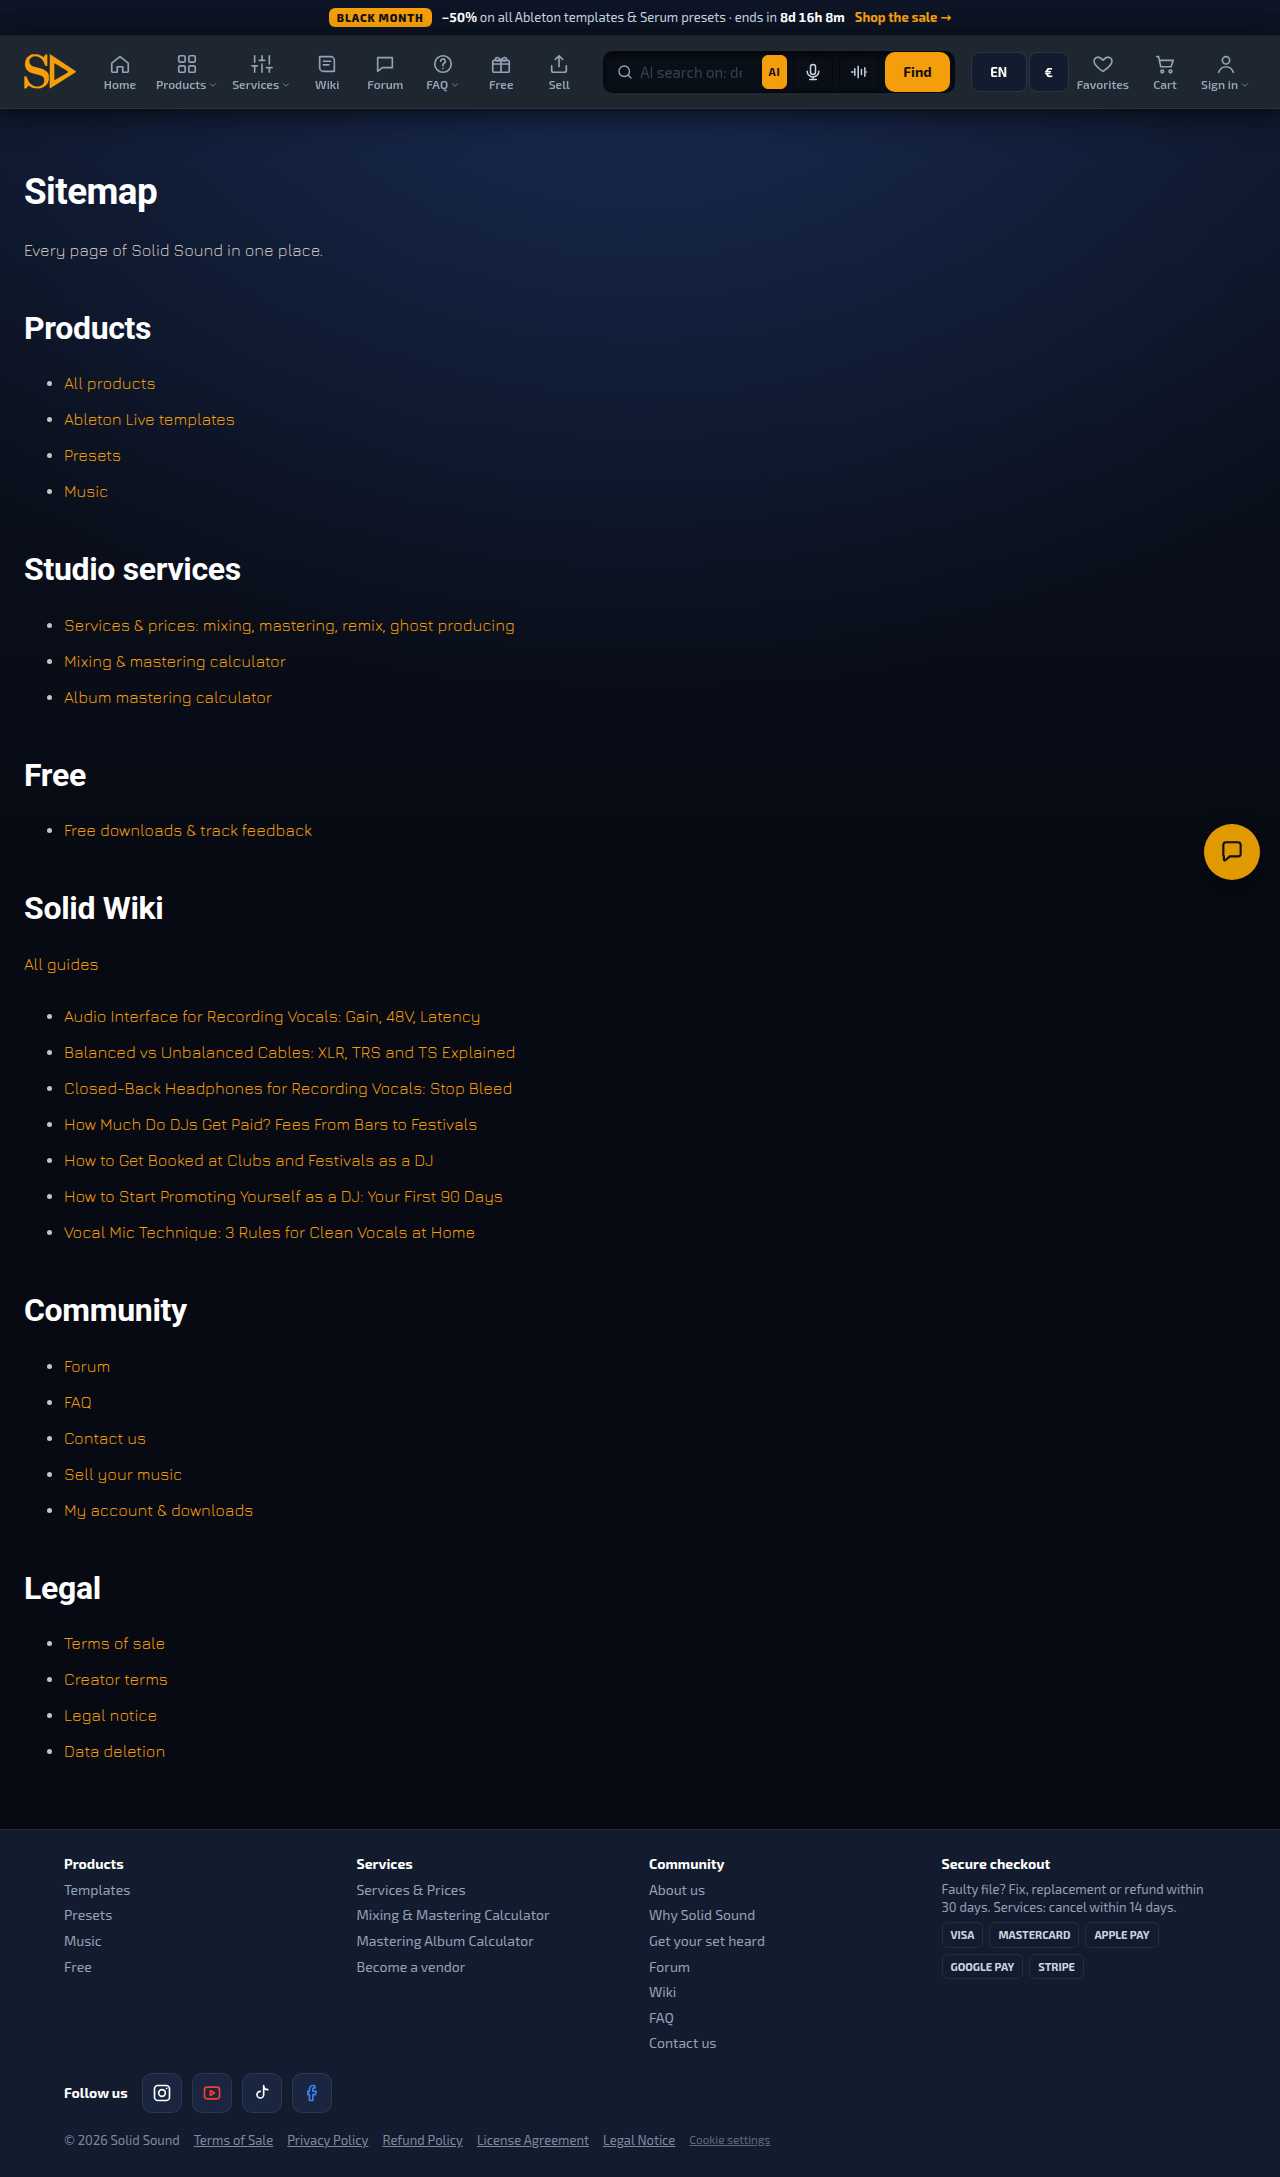 BLACK MONTH −50% on all Ableton templates & Serum presets · ends in 8d 16h 8m Shop the sale →
SD
Home Products Services Wiki Forum FAQ Free Sell
AI search on: AI Find EN € Favorites Cart Sign in
Sitemap
Every page of Solid Sound in one place.
Products
All products
Ableton Live templates
Presets
Music
Studio services
Services & prices: mixing, mastering, remix, ghost producing
Mixing & mastering calculator
Album mastering calculator
Free
Free downloads & track feedback
Solid Wiki
All guides
Audio Interface for Recording Vocals: Gain, 48V, Latency
Balanced vs Unbalanced Cables: XLR, TRS and TS Explained
Closed-Back Headphones for Recording Vocals: Stop Bleed
How Much Do DJs Get Paid? Fees From Bars to Festivals
How to Get Booked at Clubs and Festivals as a DJ
How to Start Promoting Yourself as a DJ: Your First 90 Days
Vocal Mic Technique: 3 Rules for Clean Vocals at Home
Community
Forum
FAQ
Contact us
Sell your music
My account & downloads
Legal
Terms of sale
Creator terms
Legal notice
Data deletion
Products
Templates
Presets
Music
Free
Services
Services & Prices
Mixing & Mastering Calculator
Mastering Album Calculator
Become a vendor
Community
About us
Why Solid Sound
Get your set heard
Forum
Wiki
FAQ
Contact us
Secure checkout
Faulty file? Fix, replacement or refund within
30 days. Services: cancel within 14 days.
VISA MASTERCARD APPLE PAY
GOOGLE PAY STRIPE
Follow us
© 2026 Solid Sound Terms of Sale Privacy Policy Refund Policy License Agreement Legal Notice Cookie settings